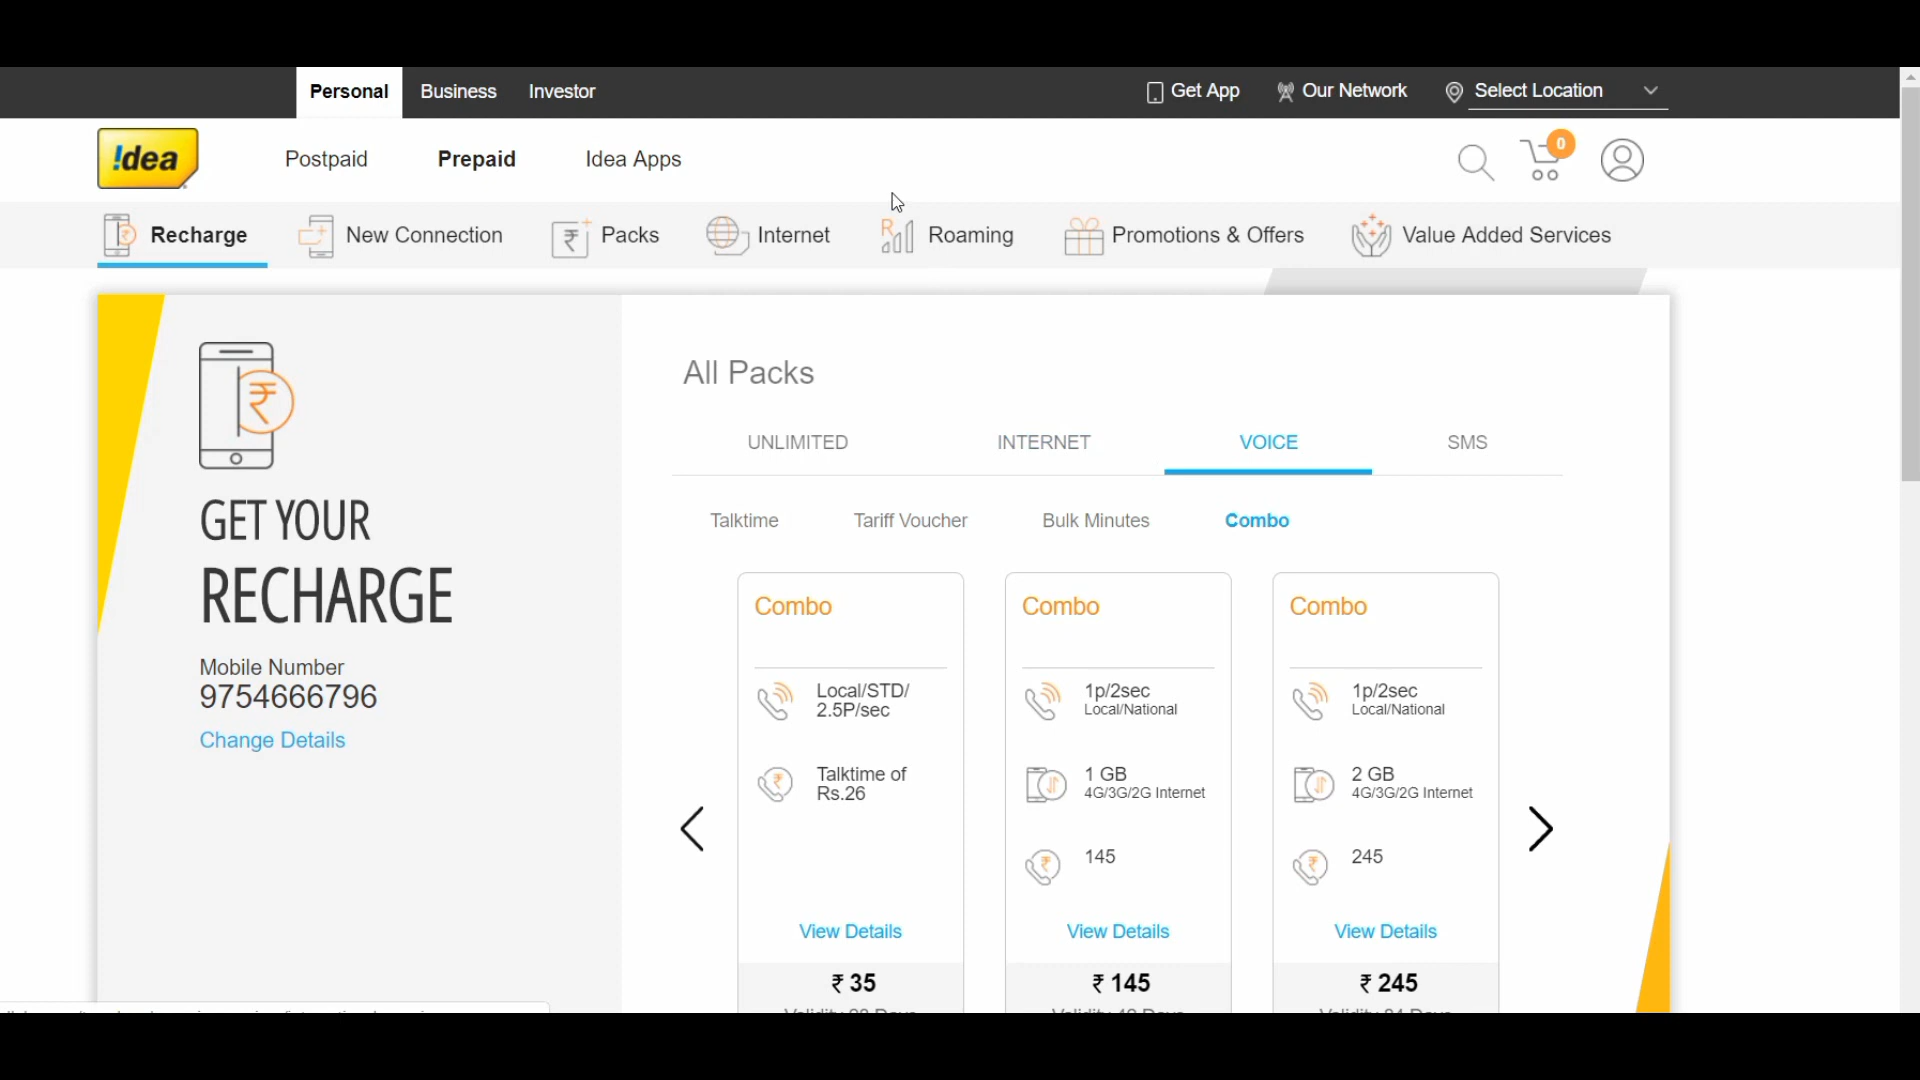 Personal Business Investor Get App Our Network Select Location
!dea Postpaid Prepaid Idea Apps 0
Recharge New Connection Packs Internet Roaming Promotions & Offers Value Added Services
GET YOUR
RECHARGE
Mobile Number
9754666796
Change Details
All Packs
UNLIMITED INTERNET VOICE SMS
Talktime Tariff Voucher Bulk Minutes Combo
Combo
Local/STD/
2.5P/sec
Talktime of
Rs.26
View Details
₹ 35
Combo
1p/2sec
Local/National
1 GB
4G/3G/2G Internet
145
View Details
₹ 145
Combo
1p/2sec
Local/National
2 GB
4G/3G/2G Internet
245
View Details
₹ 245